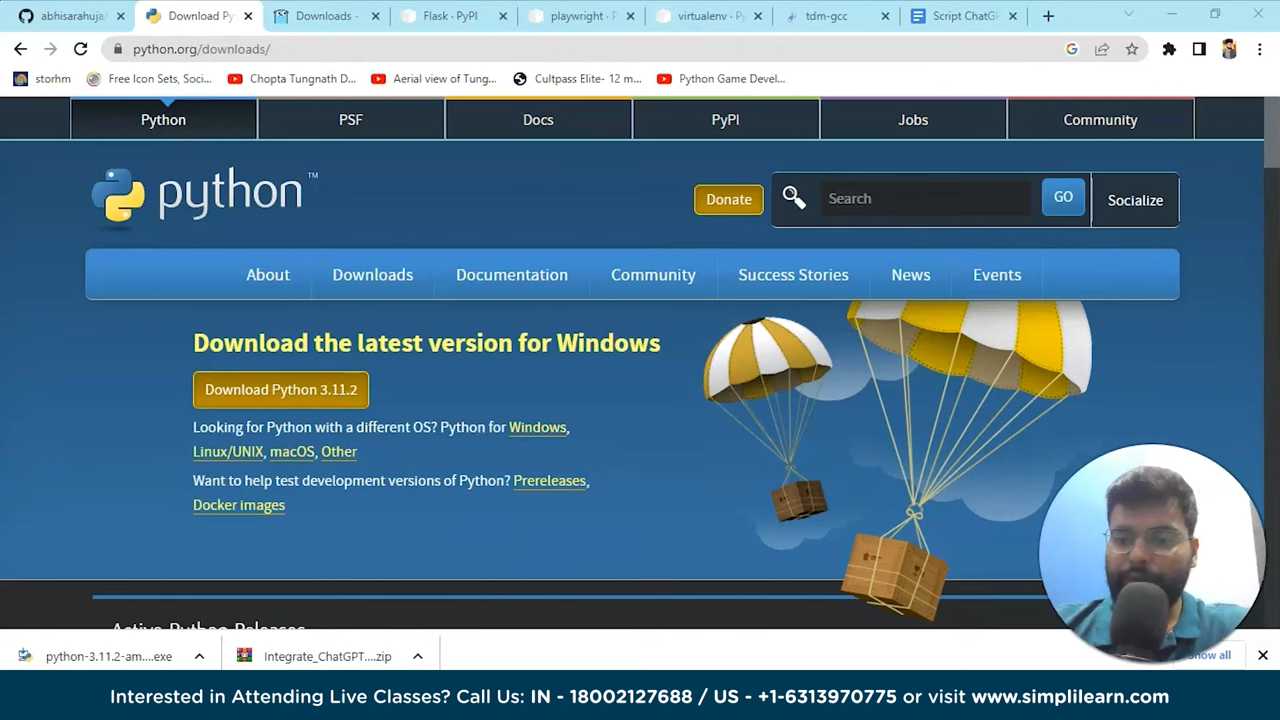 abhisarahuja/
Download Py
Downloads -
Flask · PyPI
playwright · P
virtualenv · Py
tdm-gcc
Script ChatG
python.org/downloads/
storhm
Free Icon Sets, Soci...
Chopta Tungnath D...
Aerial view of Tung...
Cultpass Elite- 12 m...
Python Game Devel...
Python
PSF
Docs
PyPI
Jobs
Community
python™
Donate
Search
GO
Socialize
About
Downloads
Documentation
Community
Success Stories
News
Events
Download the latest version for Windows
Download Python 3.11.2
Looking for Python with a different OS? Python for Windows,
Linux/UNIX, macOS, Other
Want to help test development versions of Python? Prereleases,
Docker images
Active Python Releases
python-3.11.2-am....exe
Integrate_ChatGPT....zip
Show all
Interested in Attending Live Classes? Call Us: IN - 18002127688 / US - +1-6313970775 or visit www.simplilearn.com